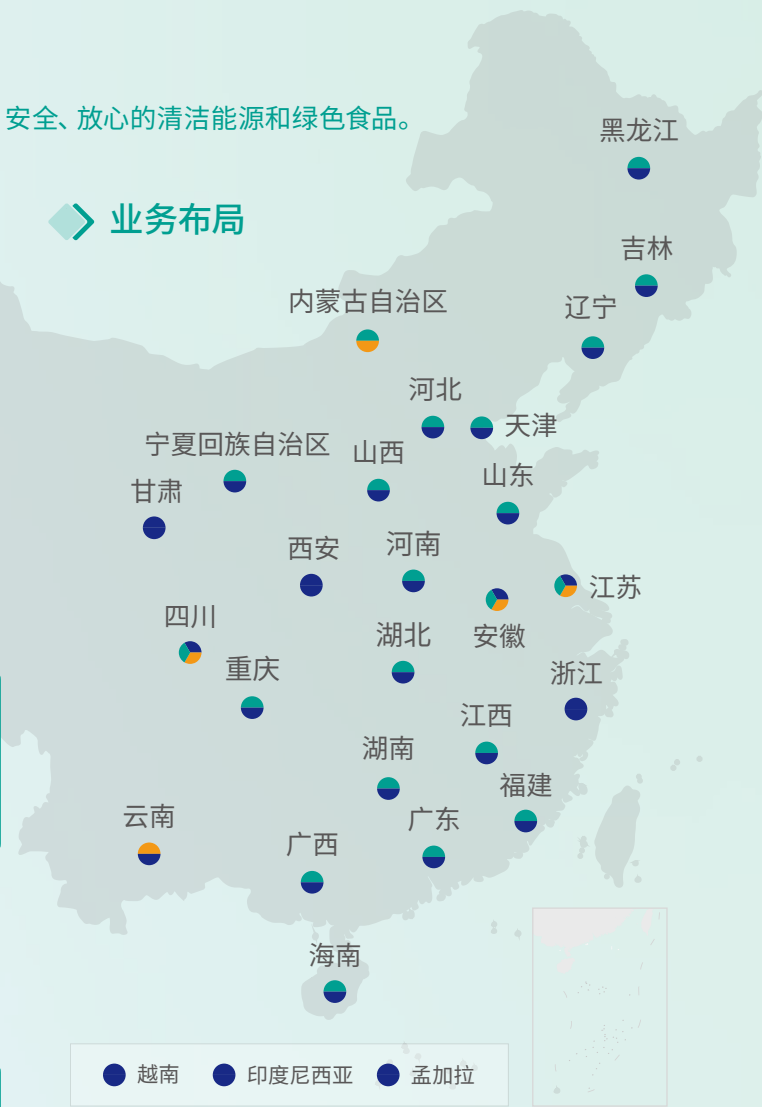 安全、放心的清洁能源和绿色食品。
黑龙江
业务布局
吉林
内蒙古自治区
辽宁
河北
天津
宁夏回族自治区
山西
山东
甘肃
西安
河南
江苏
四川
湖北
安徽
重庆
浙江
江西
湖南
福建
云南
广东
广西
海南
越南 印度尼西亚 孟加拉